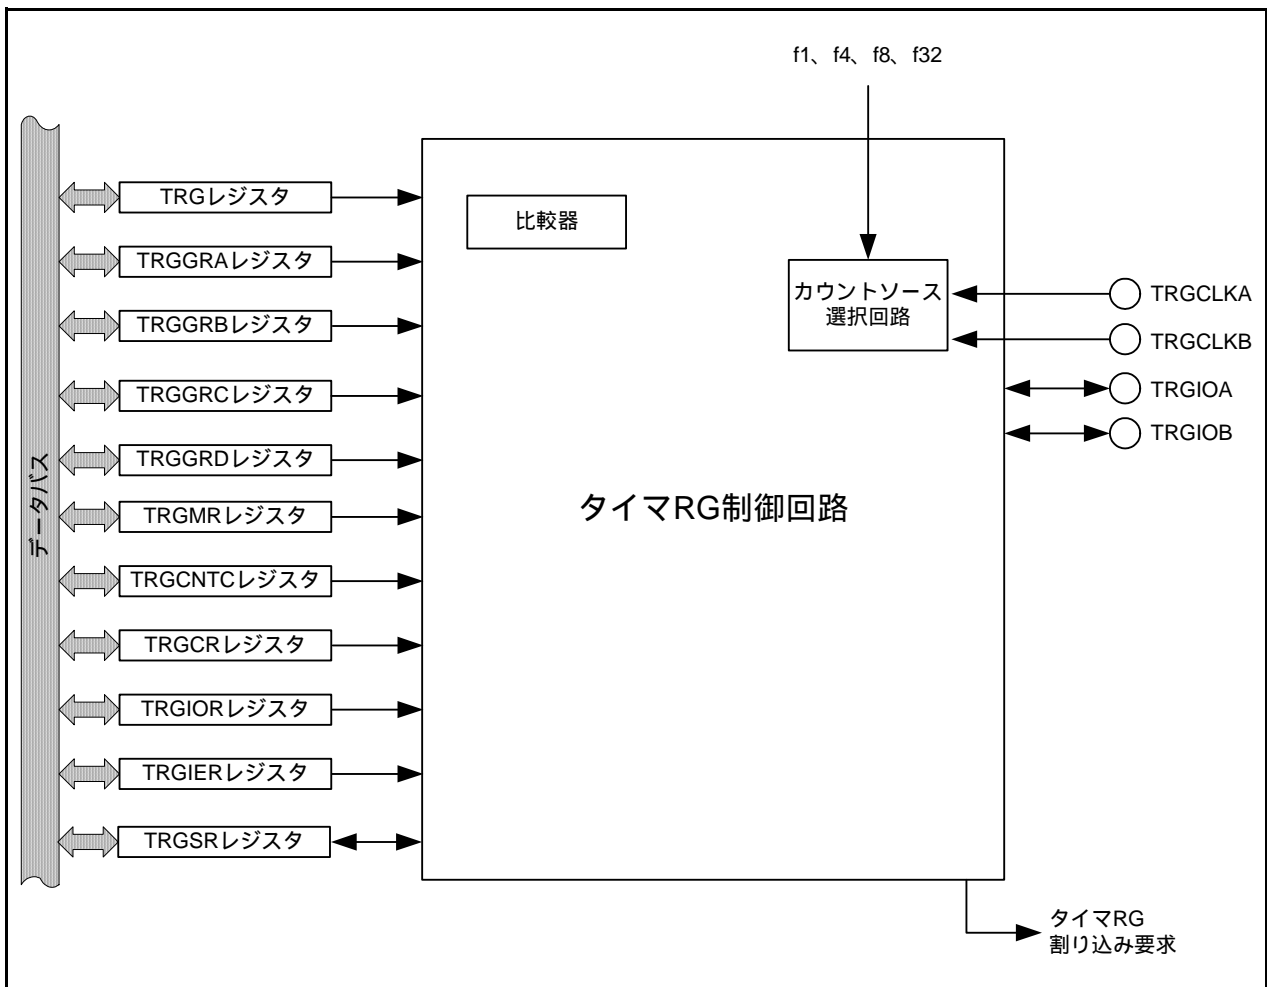 f1、f4、f8、f32
データバス
TRGレジスタ
TRGGRAレジスタ
TRGGRBレジスタ
TRGGRCレジスタ
TRGGRDレジスタ
TRGMRレジスタ
TRGCNTCレジスタ
TRGCRレジスタ
TRGIORレジスタ
TRGIERレジスタ
TRGSRレジスタ
比較器
カウントソース
選択回路
タイマRG制御回路
TRGCLKA
TRGCLKB
TRGIOA
TRGIOB
タイマRG
割り込み要求